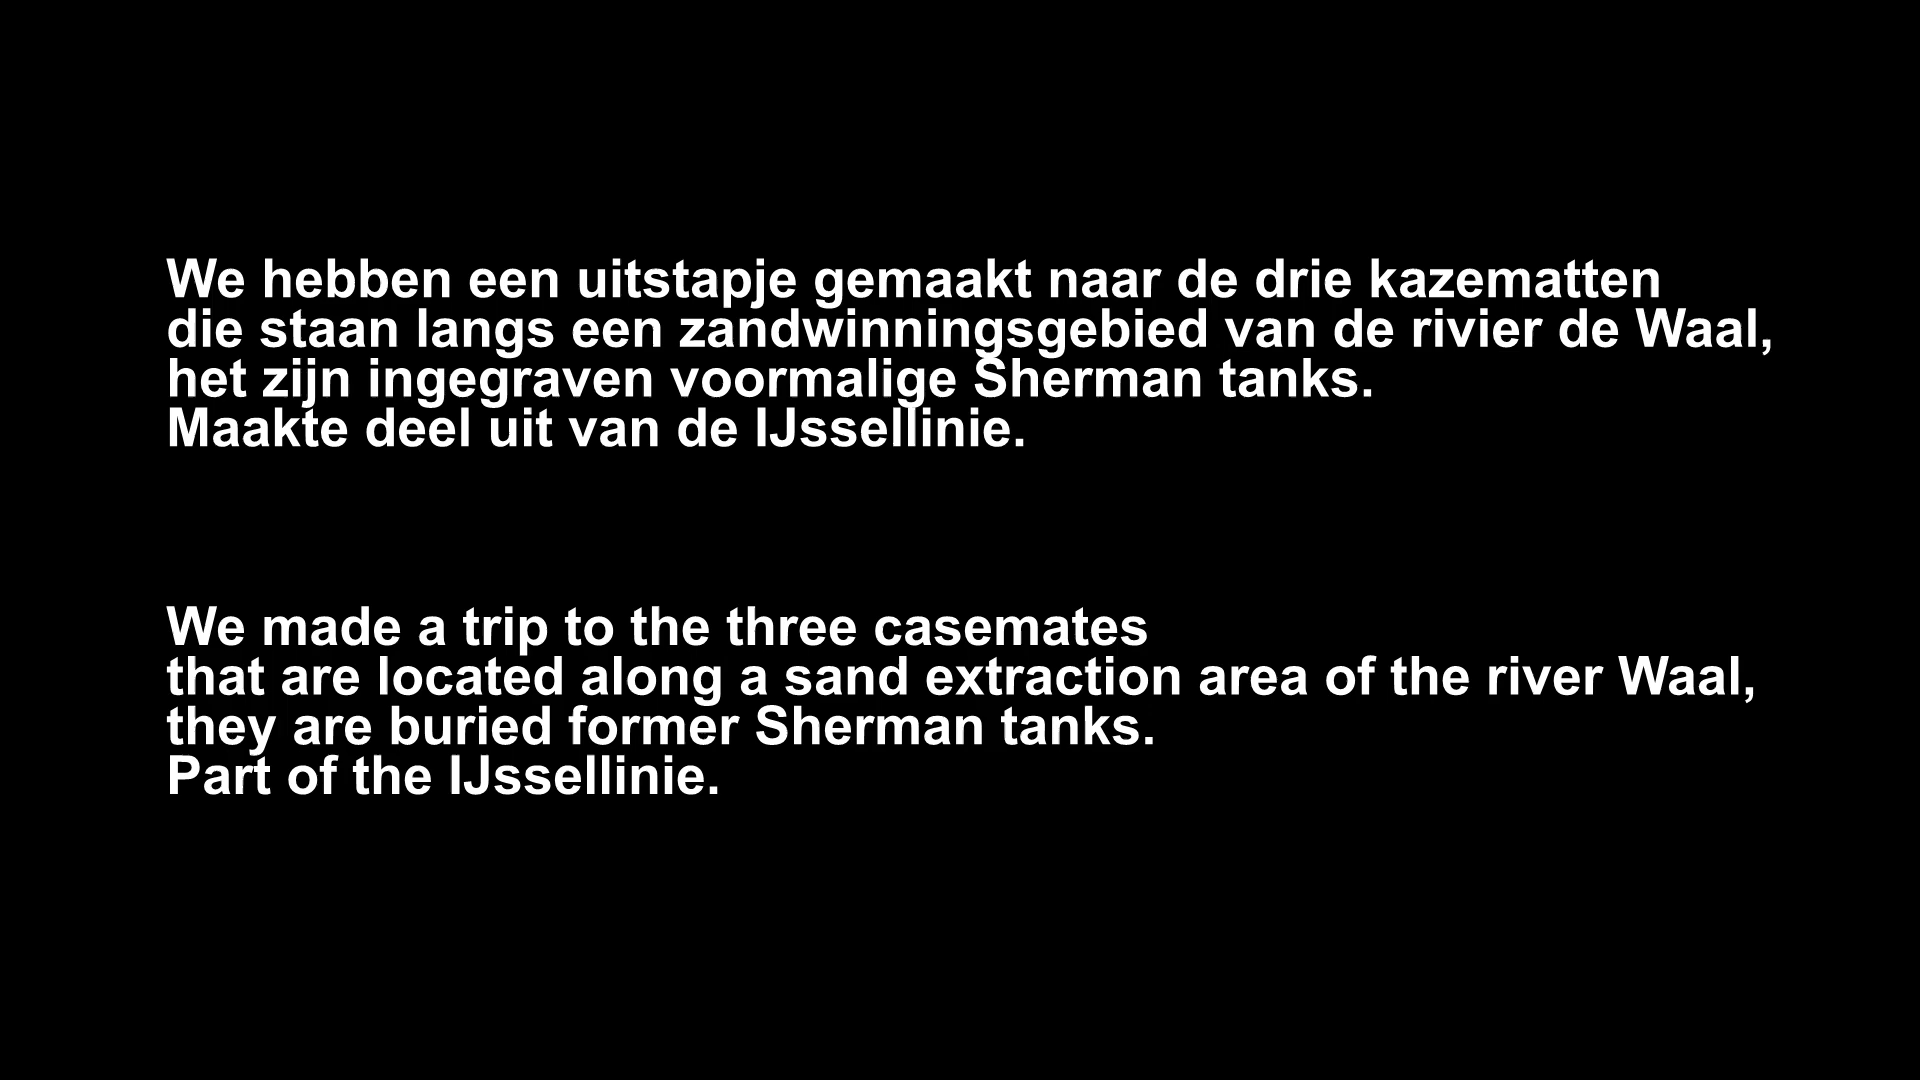 We hebben een uitstapje gemaakt naar de drie kazematten
die staan langs een zandwinningsgebied van de rivier de Waal,
het zijn ingegraven voormalige Sherman tanks.
Maakte deel uit van de IJssellinie.
We made a trip to the three casemates
that are located along a sand extraction area of the river Waal,
they are buried former Sherman tanks.
Part of the IJssellinie.